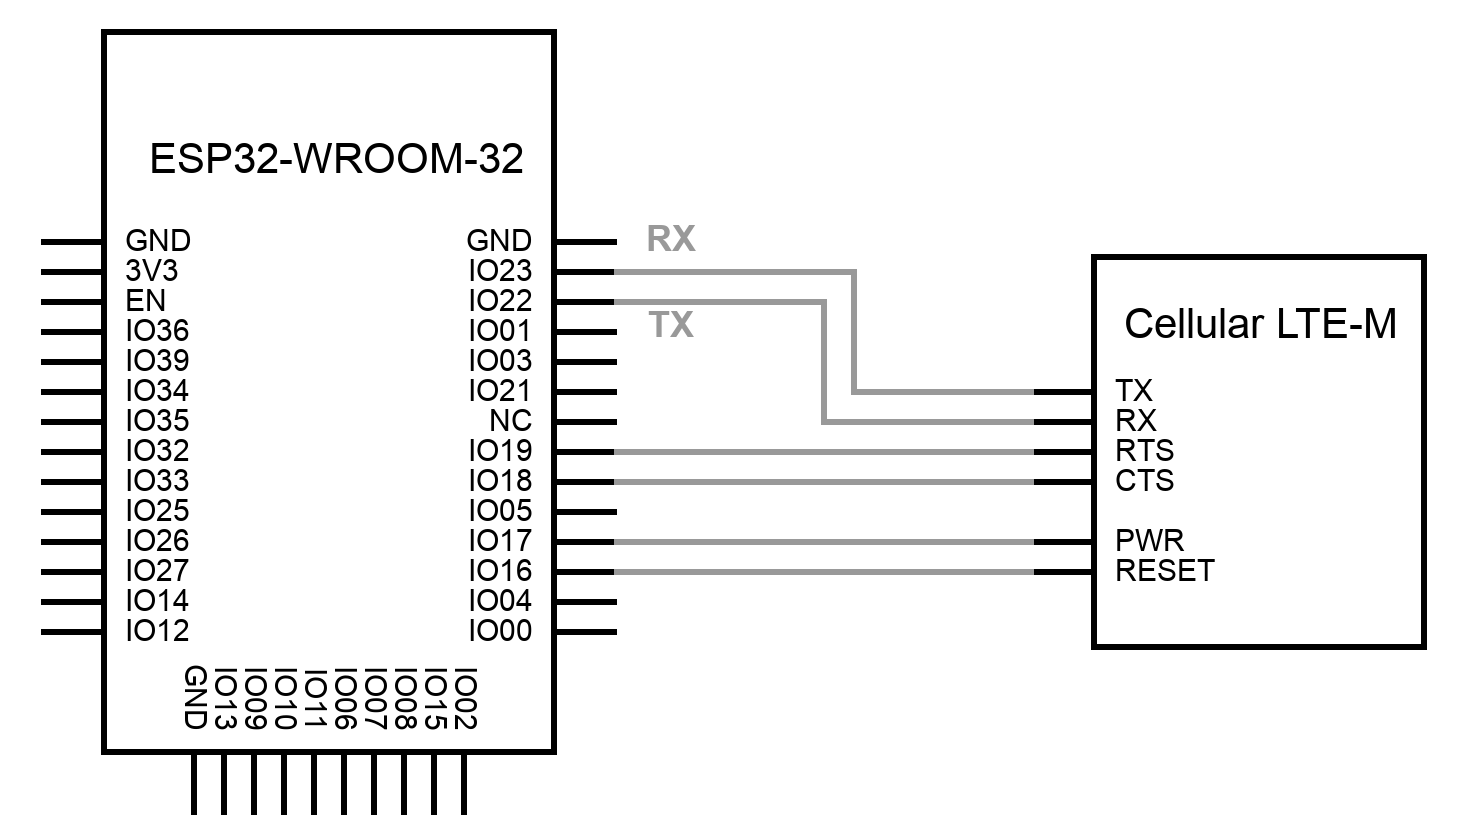 ESP32-WROOM-32
GND
3V3
EN
IO36
IO39
IO34
IO35
IO32
IO33
IO25
IO26
IO27
IO14
IO12
GND
IO23
IO22
IO01
IO03
IO21
NC
IO19
IO18
IO05
IO17
IO16
IO04
IO00
GND
IO13
IO09
IO10
IO11
IO06
IO07
IO08
IO15
IO02
RX
TX
Cellular LTE-M
TX
RX
RTS
CTS
PWR
RESET